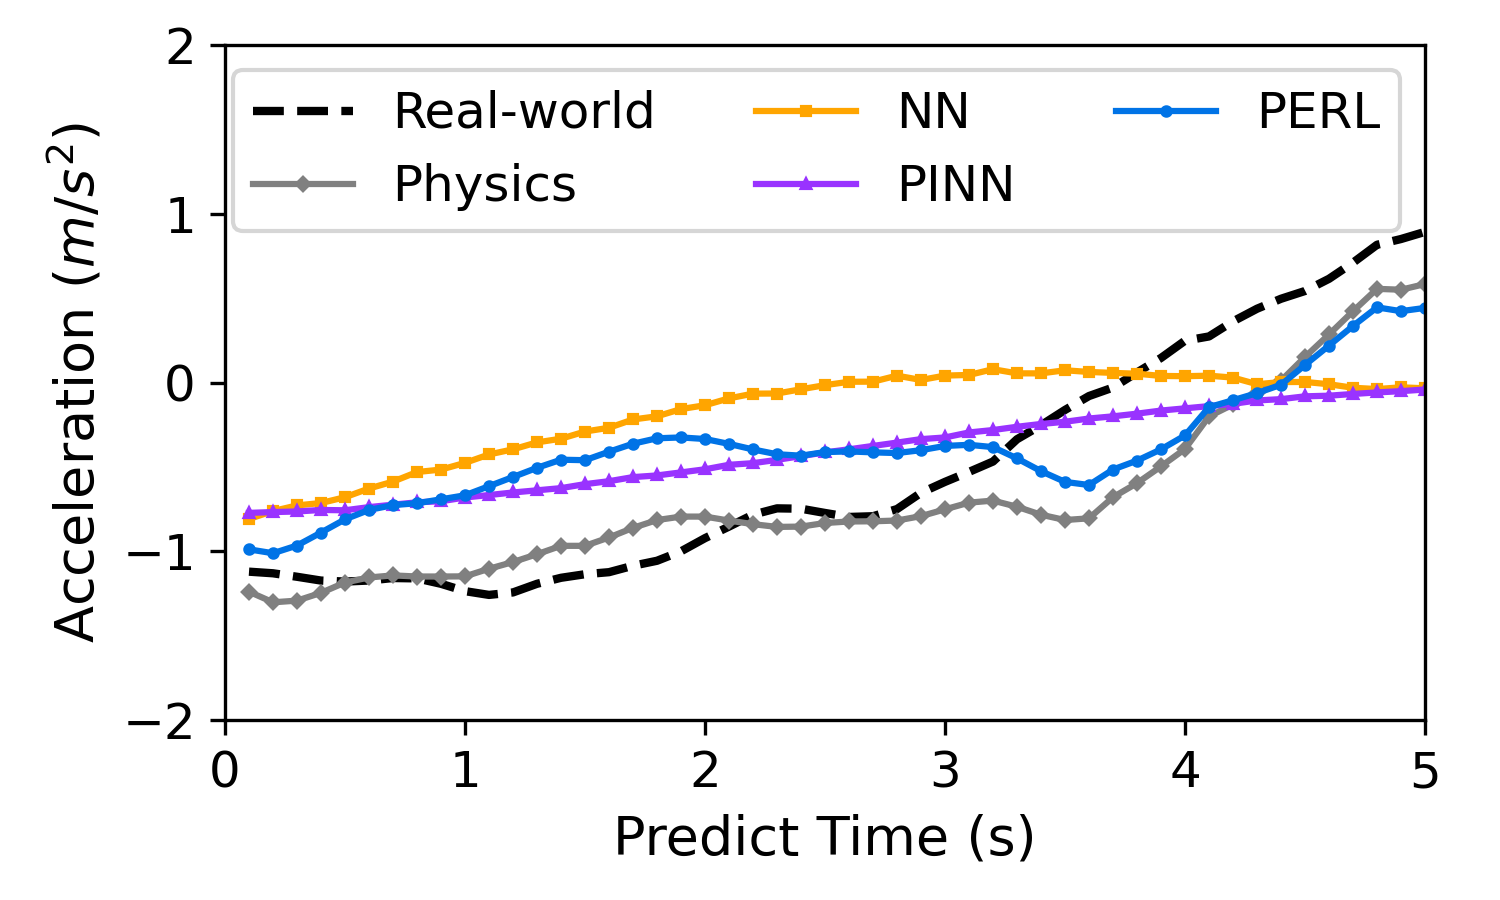 Real-world NN PERL
Physics PINN
Acceleration (m/s²)
2
1
0
−1
−2
0 1 2 3 4 5
Predict Time (s)